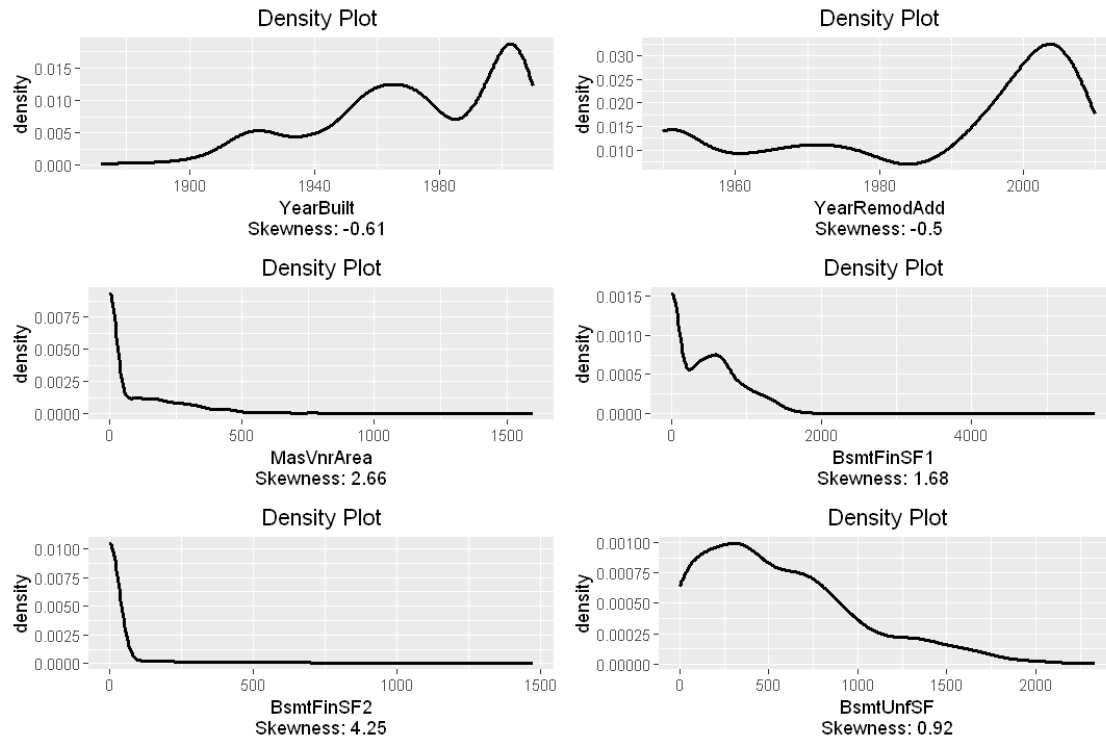 Density Plot
0.015
0.010
0.005
0.000
density
1900
1940
1980
YearBuilt
Skewness: -0.61
Density Plot
0.030
0.025
0.020
0.015
0.010
density
1960
1980
2000
YearRemodAdd
Skewness: -0.5
Density Plot
0.0075
0.0050
0.0025
0.0000
density
0
500
1000
1500
MasVnrArea
Skewness: 2.66
Density Plot
0.0015
0.0010
0.0005
0.0000
density
0
2000
4000
BsmtFinSF1
Skewness: 1.68
Density Plot
0.0100
0.0075
0.0050
0.0025
0.0000
density
0
500
1000
1500
BsmtFinSF2
Skewness: 4.25
Density Plot
0.00100
0.00075
0.00050
0.00025
0.00000
density
0
500
1000
1500
2000
BsmtUnfSF
Skewness: 0.92